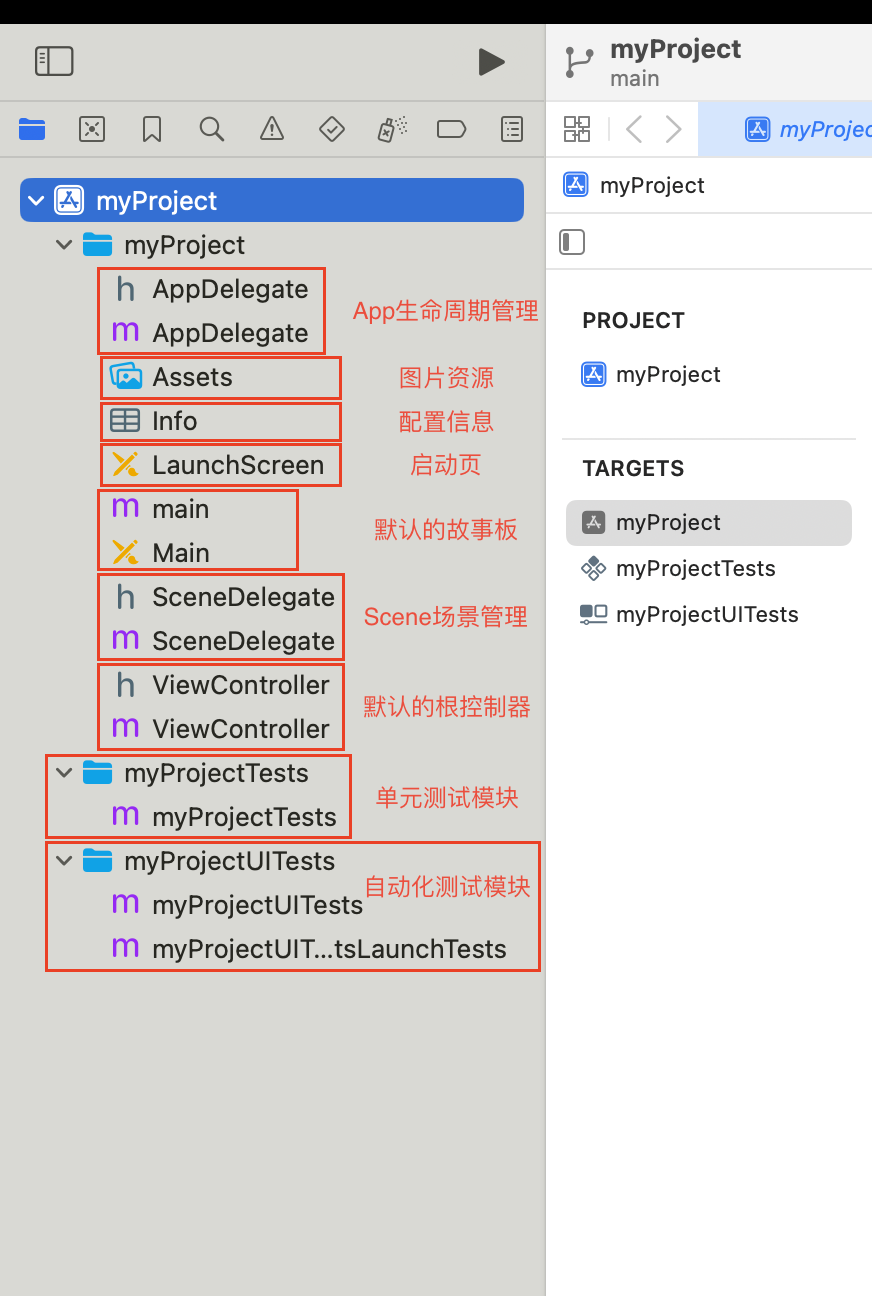 myProject
main
myProjec
myProject
PROJECT
myProject
TARGETS
myProject
myProjectTests
myProjectUITests
myProject
myProject
h AppDelegate
m AppDelegate
App生命周期管理
Assets
图片资源
Info
配置信息
LaunchScreen
启动页
m main
Main
默认的故事板
h SceneDelegate
m SceneDelegate
Scene场景管理
h ViewController
m ViewController
默认的根控制器
myProjectTests
m myProjectTests
单元测试模块
myProjectUITests
m myProjectUITests
自动化测试模块
m myProjectUIT...tsLaunchTests